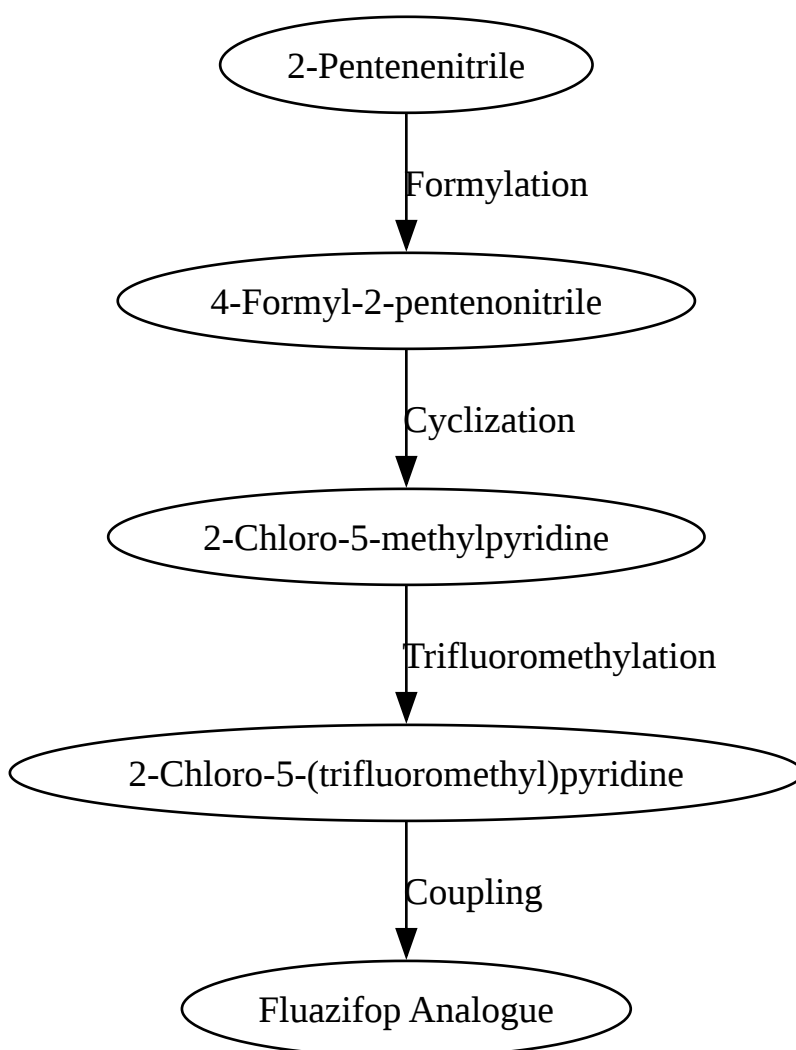 2-Pentenenitrile
Formylation
4-Formyl-2-pentenonitrile
Cyclization
2-Chloro-5-methylpyridine
Trifluoromethylation
2-Chloro-5-(trifluoromethyl)pyridine
Coupling
Fluazifop Analogue